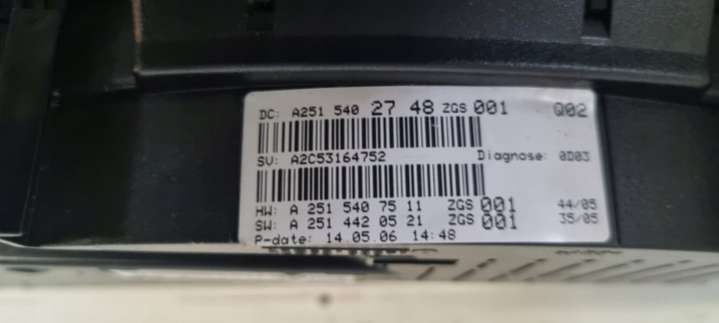 DC: A251 540 27 48 ZGS 001 Q02
SV: A2C53164752 Diagnose: 0D03
HW: A 251 540 75 11 ZGS 001 44/05
SW: A 251 442 05 21 ZGS 001 35/05
P-date: 14.05.06 14:48